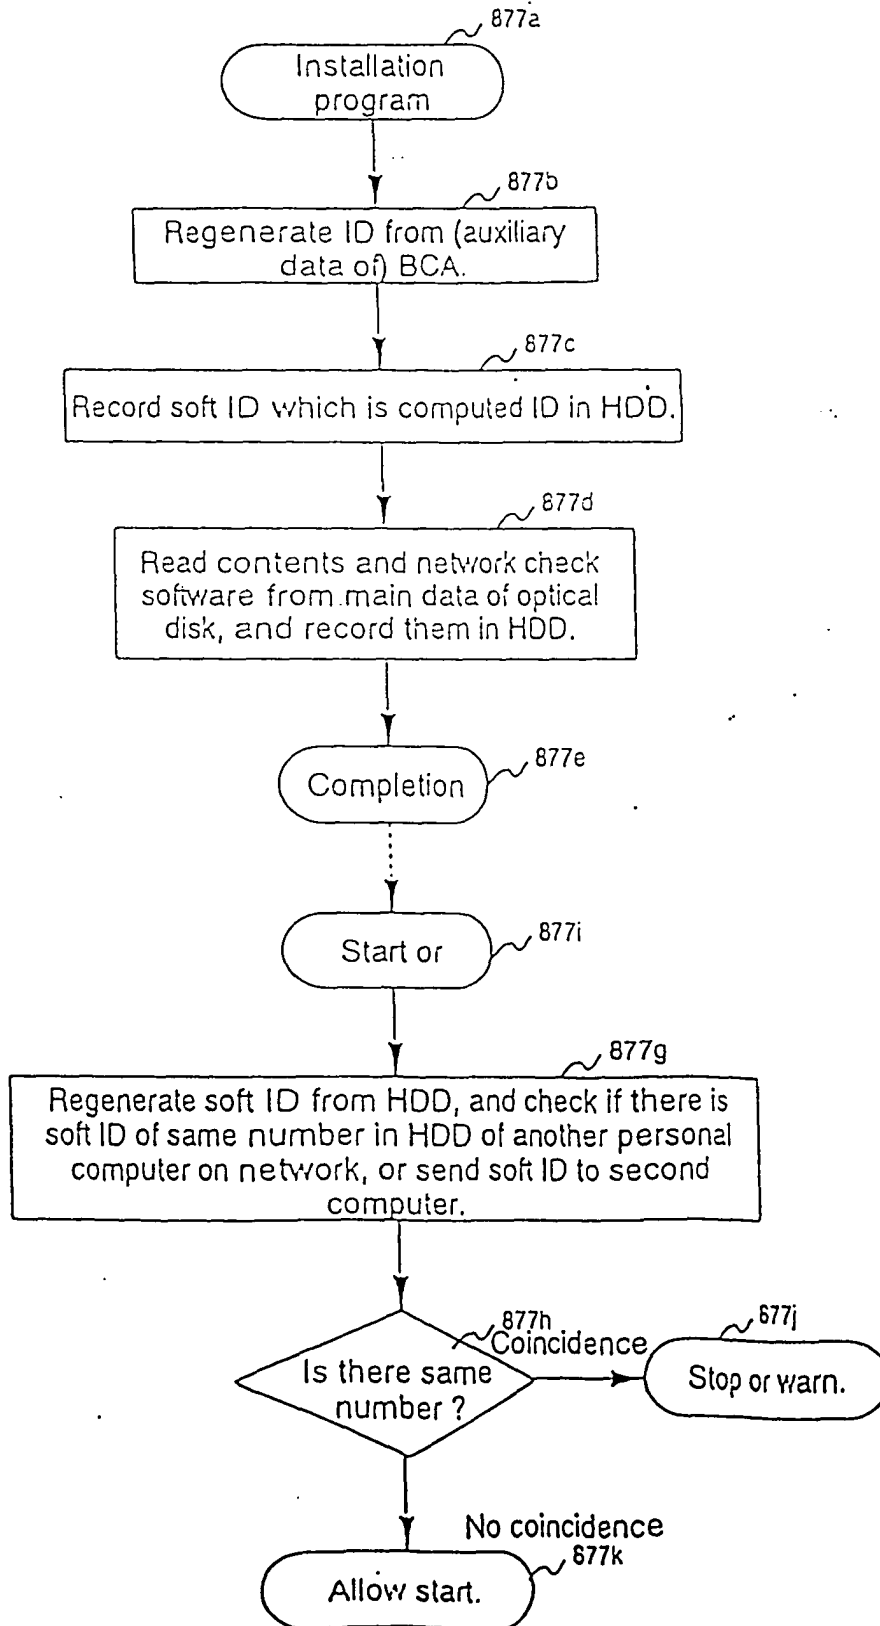 877a
Installation
program
877b
Regenerate ID from (auxiliary
data of) BCA.
877c
Record soft ID which is computed ID in HDD.
877d
Read contents and network check
software from main data of optical
disk, and record them in HDD.
877e
Completion
877i
Start or
877g
Regenerate soft ID from HDD, and check if there is
soft ID of same number in HDD of another personal
computer on network, or send soft ID to second
computer.
877h
Coincidence
877j
Is there same
number ?
Stop or warn.
No coincidence
877k
Allow start.